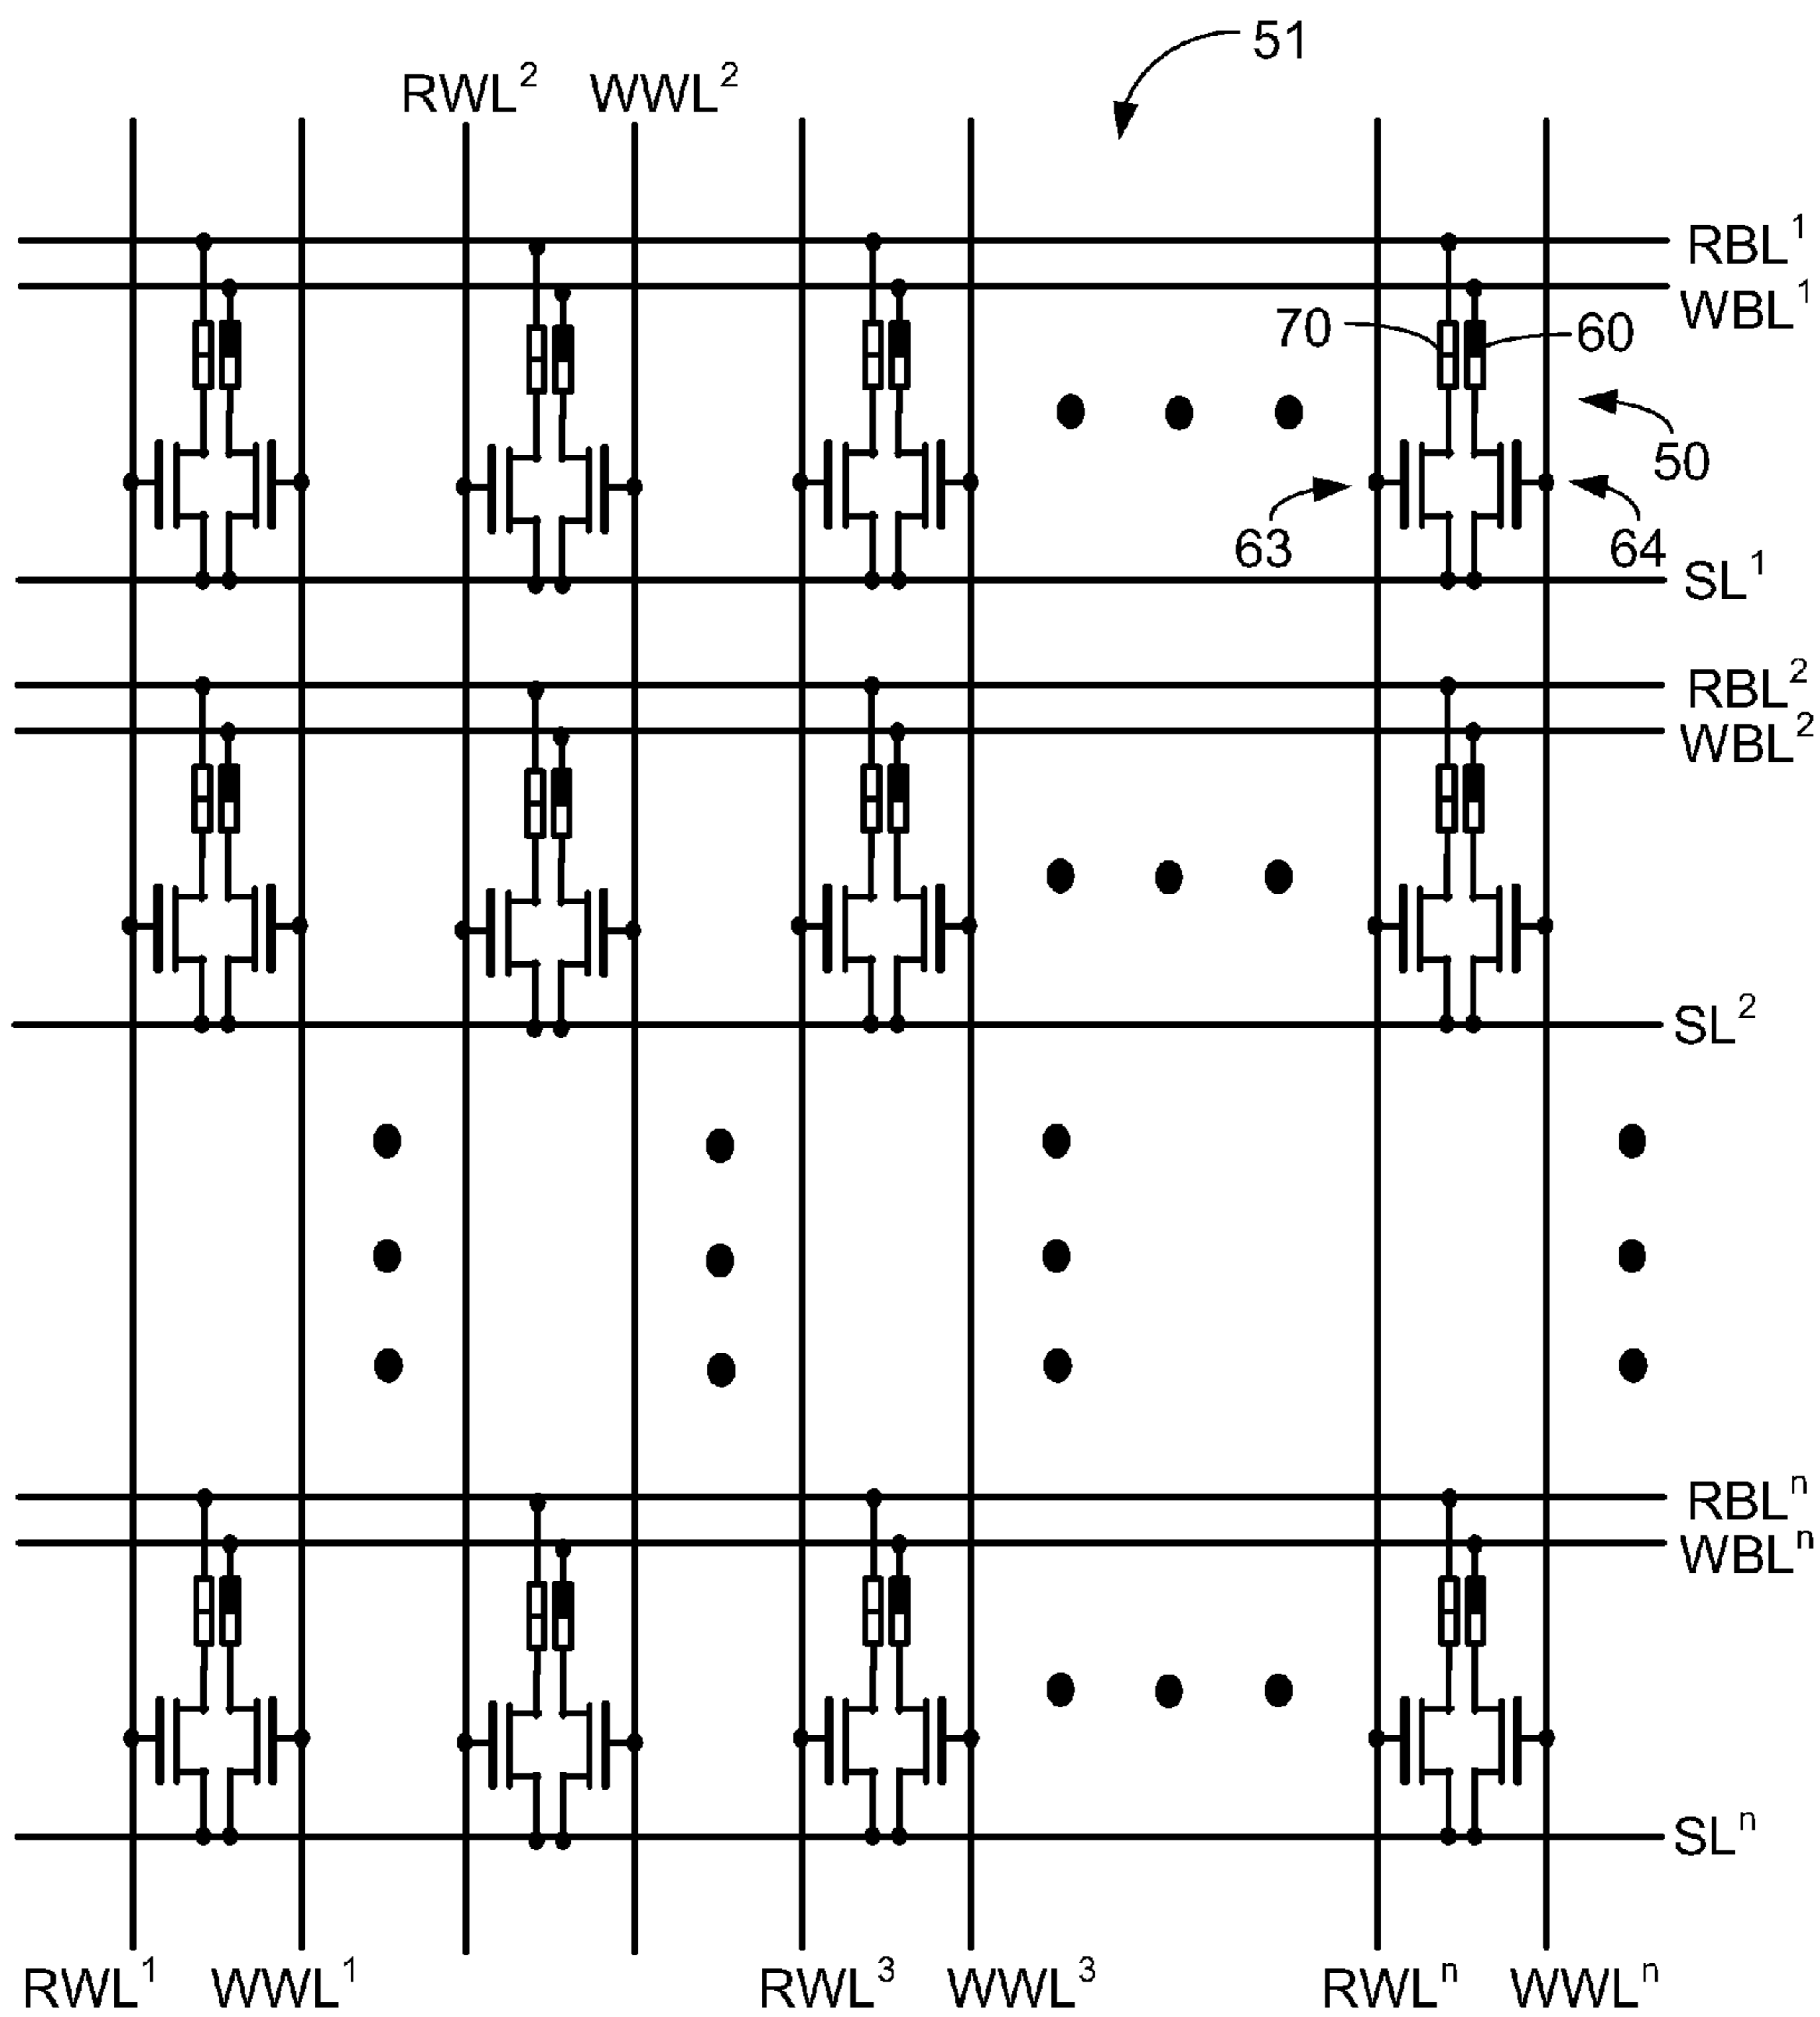 51
RWL² WWL²
RBL¹
WBL¹
70 60
50
63 64
SL¹
RBL²
WBL²
SL²
RBLⁿ
WBLⁿ
SLⁿ
RWL¹ WWL¹ RWL³ WWL³ RWLⁿ WWLⁿ